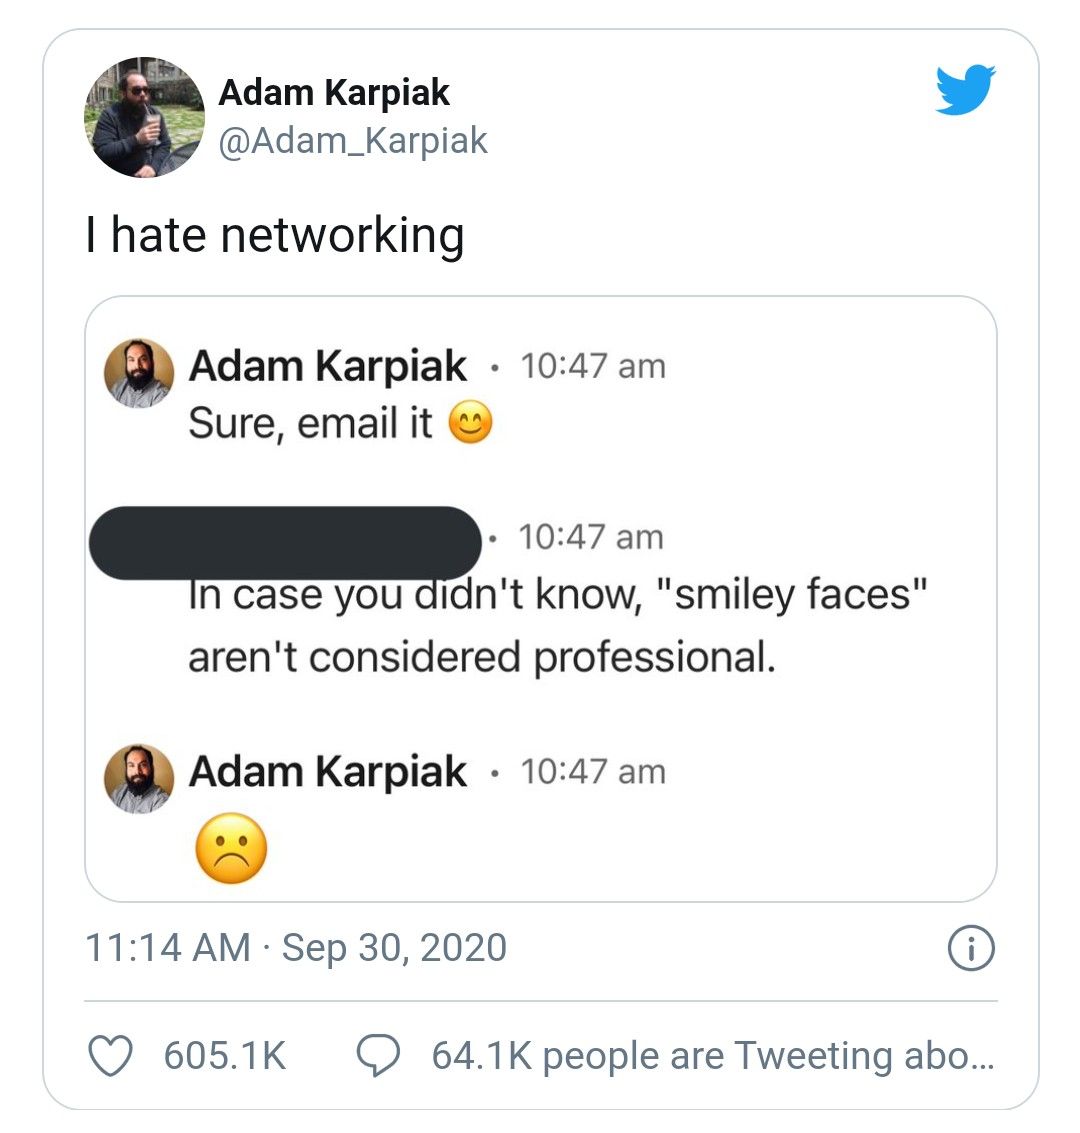 Adam Karpiak
@Adam_Karpiak
I hate networking
Adam Karpiak · 10:47 am
Sure, email it 😊
· 10:47 am
In case you didn't know, "smiley faces"
aren't considered professional.
Adam Karpiak · 10:47 am
☹️
11:14 AM · Sep 30, 2020
605.1K 64.1K people are Tweeting abo...